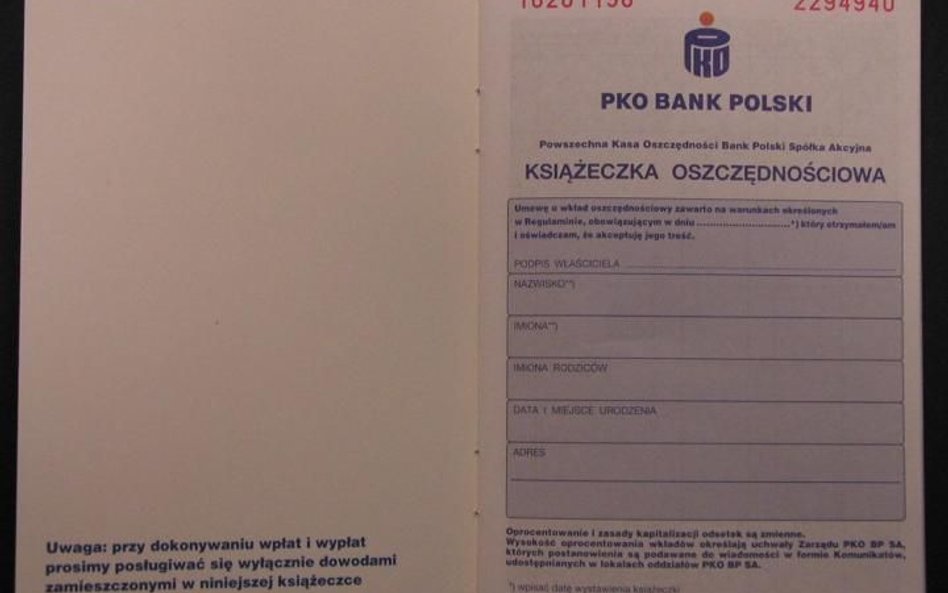 Uwaga: przy dokonywaniu wpłat i wypłat
prosimy posługiwać się wyłącznie dowodami
zamieszczonymi w niniejszej książeczce
10201156 2294940
PKO
PKO BANK POLSKI
Powszechna Kasa Oszczędności Bank Polski Spółka Akcyjna
KSIĄŻECZKA OSZCZĘDNOŚCIOWA
Umowę o wkład oszczędnościowy zawarto na warunkach określonych
w Regulaminie, obowiązującym w dniu ..............................*) który otrzymałem/am
i oświadczam, że akceptuję jego treść.
PODPIS WŁAŚCICIELA
NAZWISKO**)
IMIONA**)
IMIONA RODZICÓW
DATA I MIEJSCE URODZENIA
ADRES
Oprocentowanie i zasady kapitalizacji odsetek są zmienne.
Wysokość oprocentowania wkładów określają uchwały Zarządu PKO BP SA,
których postanowienia są podawane do wiadomości w formie Komunikatów,
udostępnianych w lokalach oddziałów PKO BP SA.
*) wpisać datę wystawienia książeczki